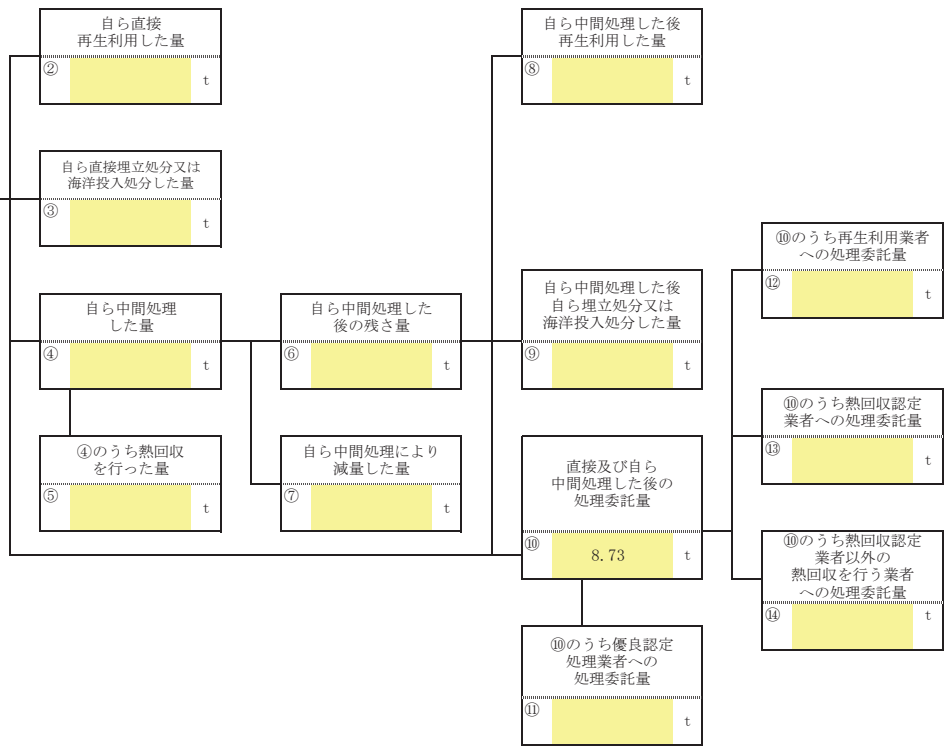 自ら直接
再生利用した量
②
t
自ら中間処理した後
再生利用した量
⑧
t
自ら直接埋立処分又は
海洋投入処分した量
③
t
⑩のうち再生利用業者
への処理委託量
⑫
t
自ら中間処理
した量
④
t
自ら中間処理した
後の残さ量
⑥
t
自ら中間処理した後
自ら埋立処分又は
海洋投入処分した量
⑨
t
⑩のうち熱回収認定
業者への処理委託量
⑬
t
④のうち熱回収
を行った量
⑤
t
自ら中間処理により
減量した量
⑦
t
直接及び自ら
中間処理した後の
処理委託量
⑩
8.73
t
⑩のうち熱回収認定
業者以外の
熱回収を行う業者
への処理委託量
⑭
t
⑩のうち優良認定
処理業者への
処理委託量
⑪
t